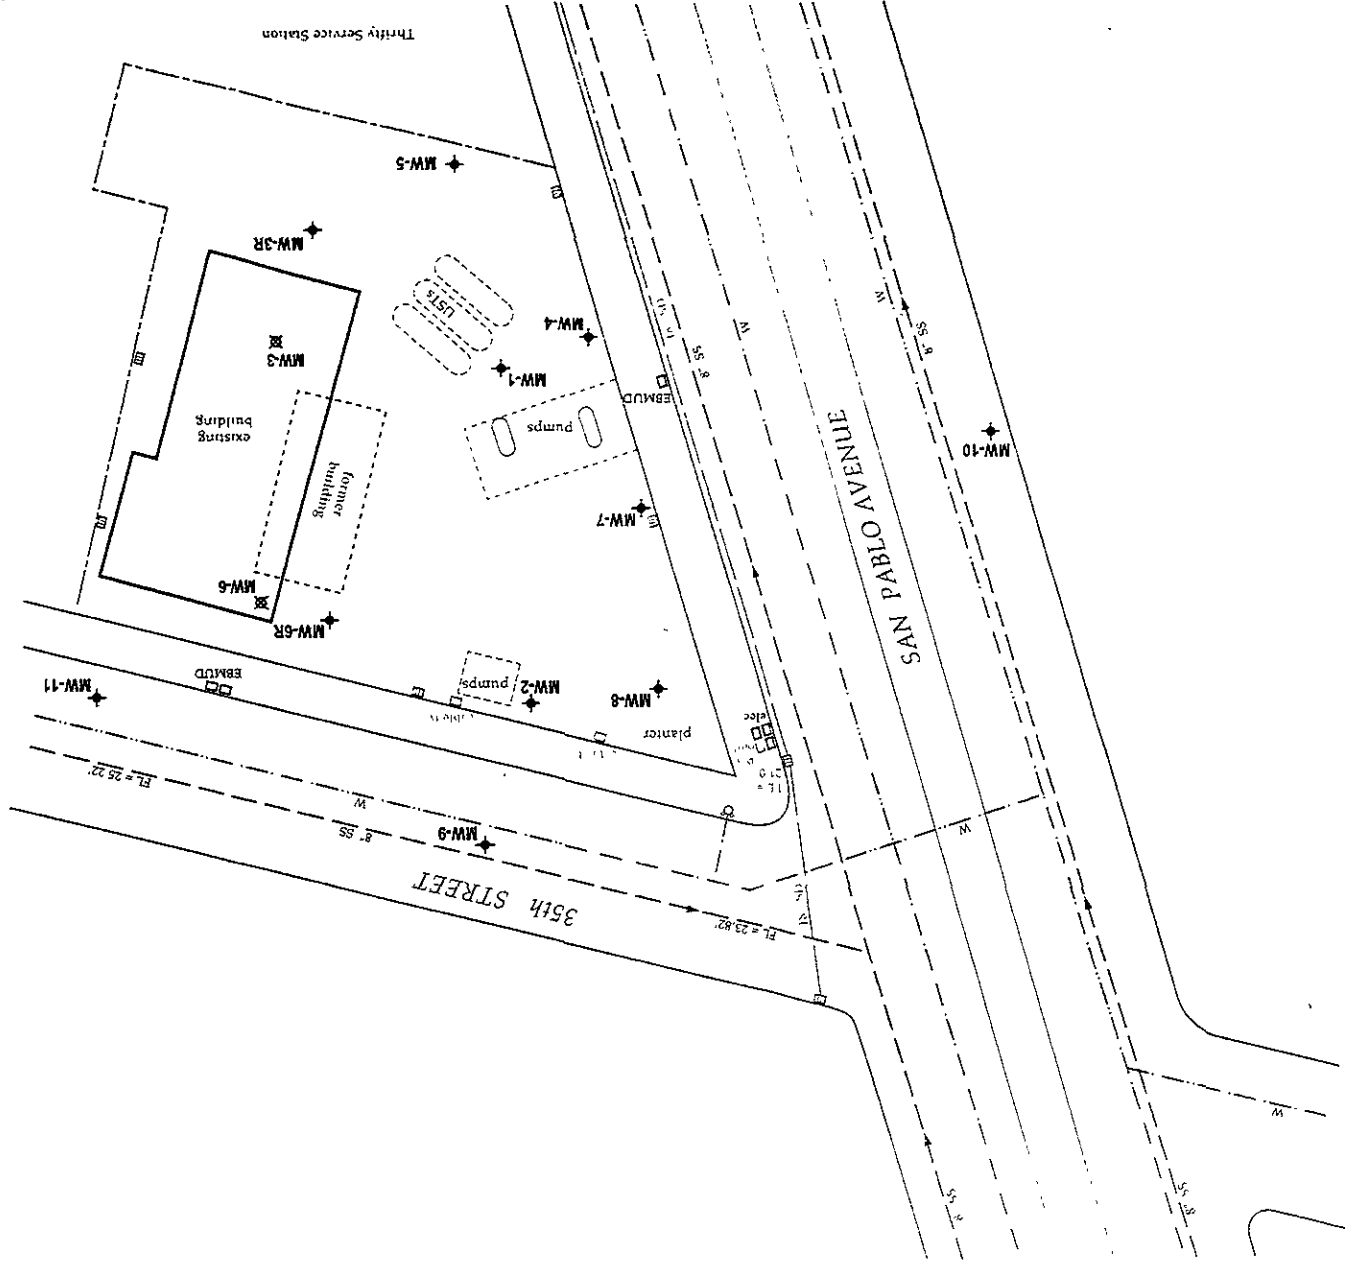 Thrifty Service Station
MW-5
MW-3R
USTs
MW-4
MW-3
MW-1
EBMUD
Pumps
existing
building
former
building
MW-7
MW-6
MW-6R
MW-10
SAN PABLO AVENUE
8" SS
W
8" SS
W
MW-11
EBMUD
pumps
MW-2
MW-8
planter
elec
FL = 25.22'
W
8" SS
MW-9
35th STREET
FL = 23.82'
W
W
8" SS
8" SS